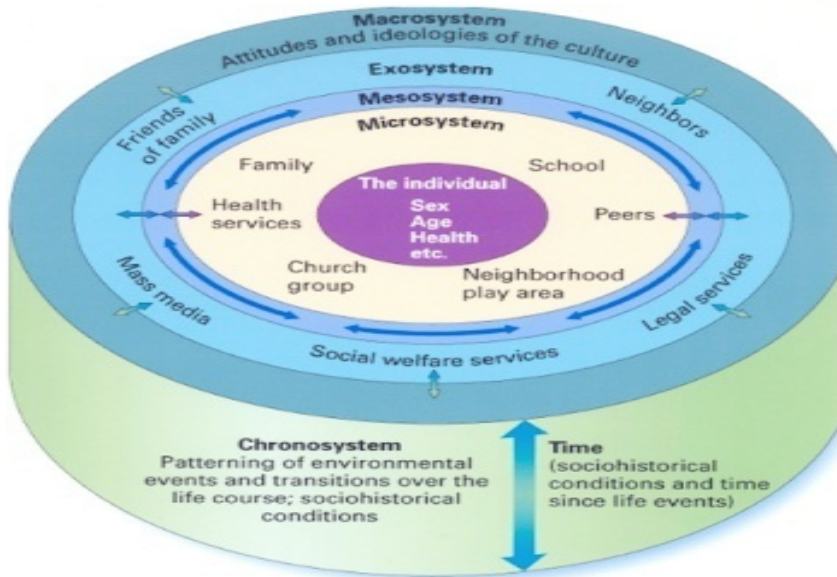 Macrosystem
Attitudes and ideologies of the culture
Exosystem
Mesosystem
Microsystem
Friends
of family
Neighbors
Family
School
The individual
Sex
Age
Health
etc.
Health
services
Peers
Church
group
Neighborhood
play area
Mass media
Legal services
Social welfare services
Chronosystem
Patterning of environmental
events and transitions over the
life course; sociohistorical
conditions
Time
(sociohistorical
conditions and time
since life events)